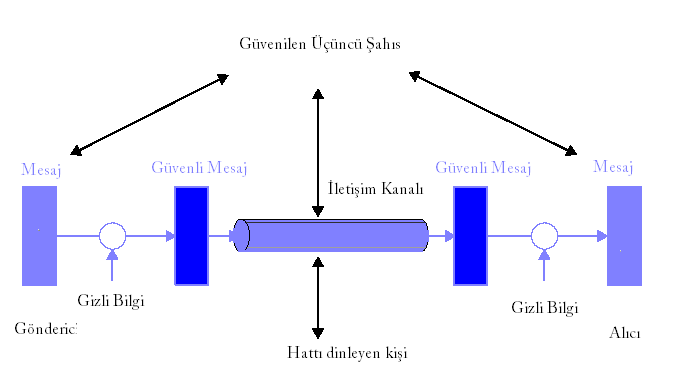 Güvenilen Üçüncü Şahıs
Mesaj
Güvenli Mesaj
Güvenli Mesaj
Mesaj
İletişim Kanalı
Gizli Bilgi
Gizli Bilgi
Gönderici
Alıcı
Hattı dinleyen kişi